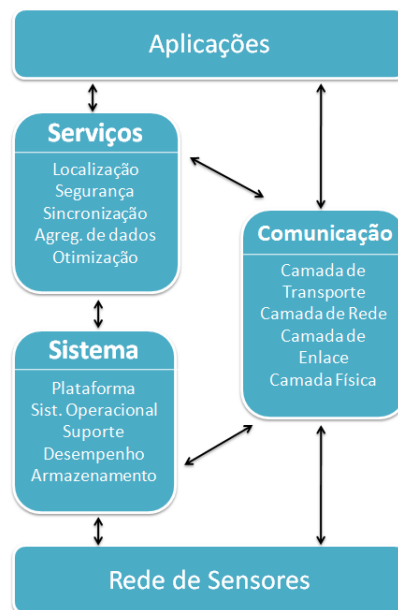 Aplicações
Serviços
Localização
Segurança
Sincronização
Agreg. de dados
Otimização
Comunicação
Camada de
Transporte
Camada de Rede
Camada de
Enlace
Camada Física
Sistema
Plataforma
Sist. Operacional
Suporte
Desempenho
Armazenamento
Rede de Sensores